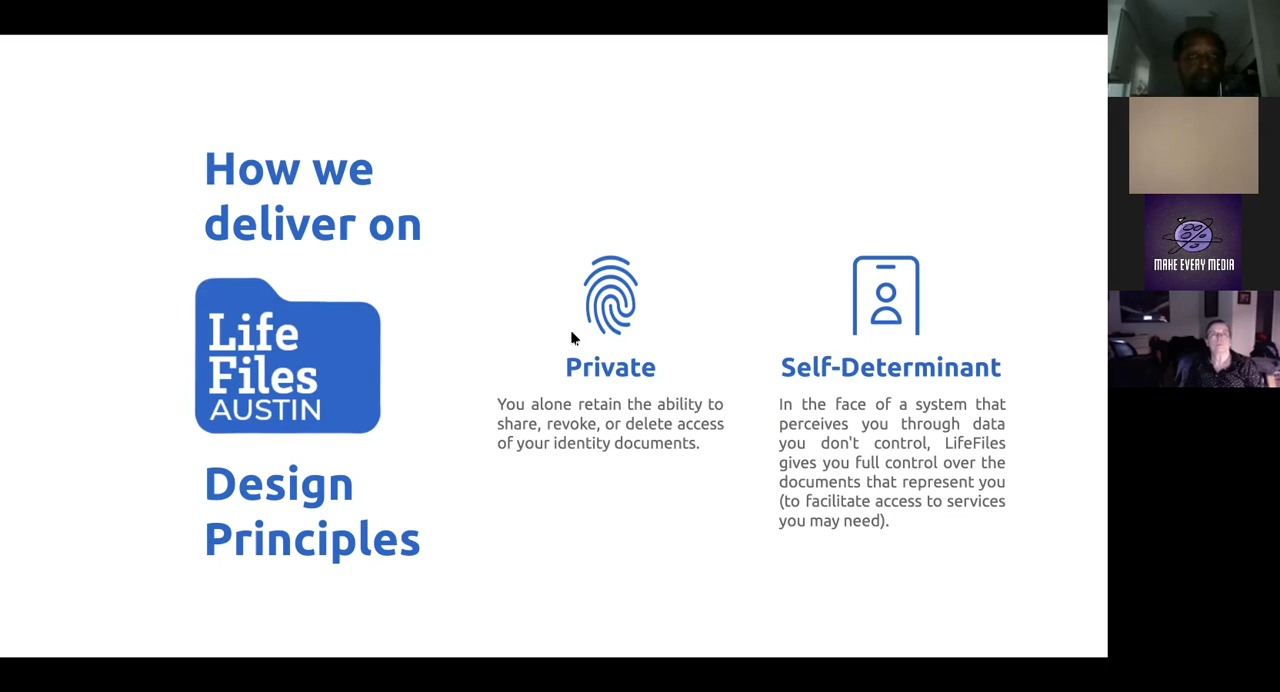 How we
deliver on
Life
Files
AUSTIN
Design
Principles
Private
You alone retain the ability to
share, revoke, or delete access
of your identity documents.
Self-Determinant
In the face of a system that
perceives you through data
you don't control, LifeFiles
gives you full control over the
documents that represent you
(to facilitate access to services
you may need).
MAKE EVERY MEDIA